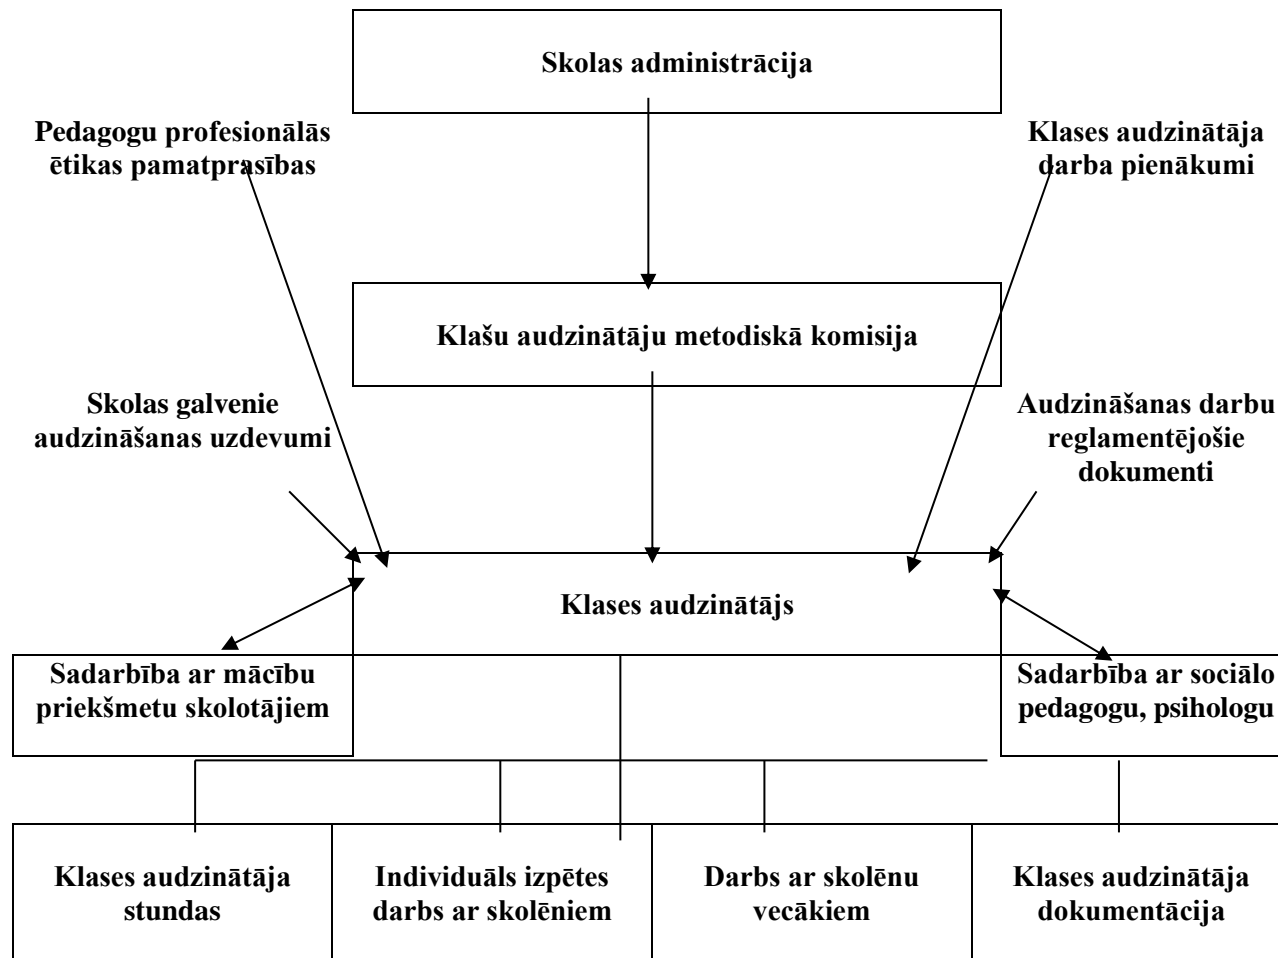 Skolas administrācija
Pedagogu profesionālās
ētikas pamatprasības
Klases audzinātāja
darba pienākumi
Klašu audzinātāju metodiskā komisija
Skolas galvenie
audzināšanas uzdevumi
Audzināšanas darbu
reglamentējošie
dokumenti
Klases audzinātājs
Sadarbība ar mācību
priekšmetu skolotājiem
Sadarbība ar sociālo
pedagogu, psihologu
Klases audzinātāja
stundas
Individuāls izpētes
darbs ar skolēniem
Darbs ar skolēnu
vecākiem
Klases audzinātāja
dokumentācija